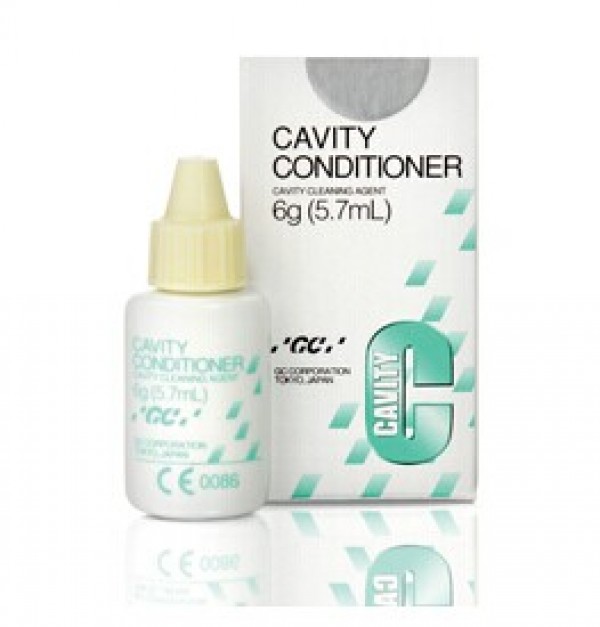 CAVITY
CONDITIONER
CAVITY CLEANING AGENT
6g (5.7mL)
GC
GC CORPORATION
TOKYO, JAPAN
CAVITY
C
CAVITY
CONDITIONER
CAVITY CLEANING AGENT
6g (5.7mL)
GC
GC CORPORATION
TOKYO, JAPAN
CE 0086